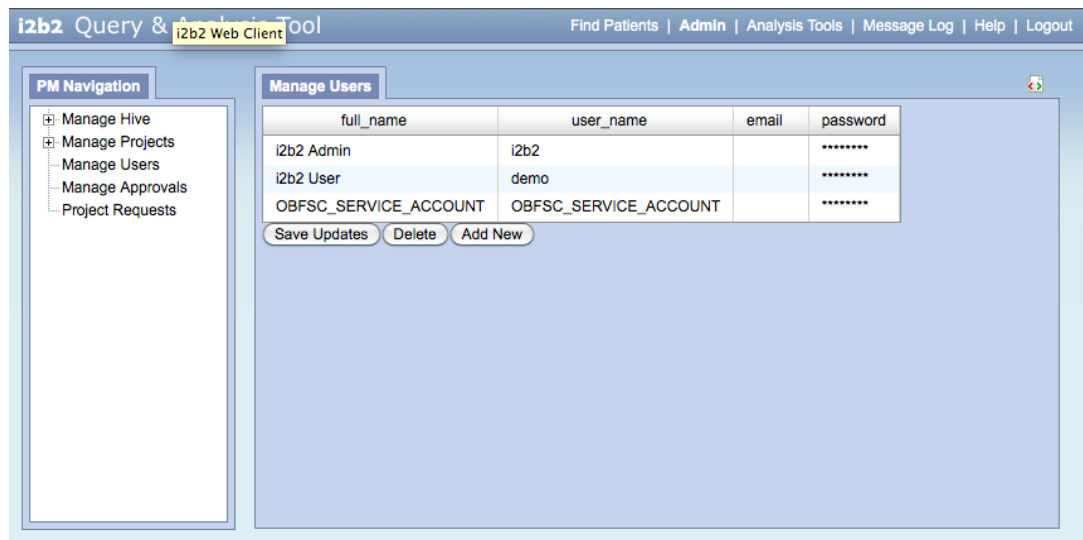 i2b2 Query & Analysis Tool
i2b2 Web Client
Find Patients | Admin | Analysis Tools | Message Log | Help | Logout
PM Navigation
Manage Hive
Manage Projects
Manage Users
Manage Approvals
Project Requests
Manage Users
full_name user_name email password
i2b2 Admin i2b2 ********
i2b2 User demo ********
OBFSC_SERVICE_ACCOUNT OBFSC_SERVICE_ACCOUNT ********
Save Updates Delete Add New